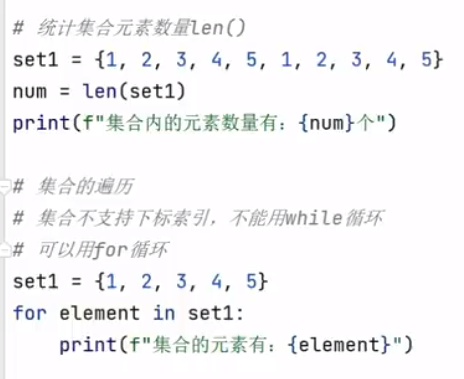 # 统计集合元素数量len()
set1 = {1, 2, 3, 4, 5, 1, 2, 3, 4, 5}
num = len(set1)
print(f"集合内的元素数量有：{num}个")
# 集合的遍历
# 集合不支持下标索引，不能用while循环
# 可以用for循环
set1 = {1, 2, 3, 4, 5}
for element in set1:
    print(f"集合的元素有：{element}")